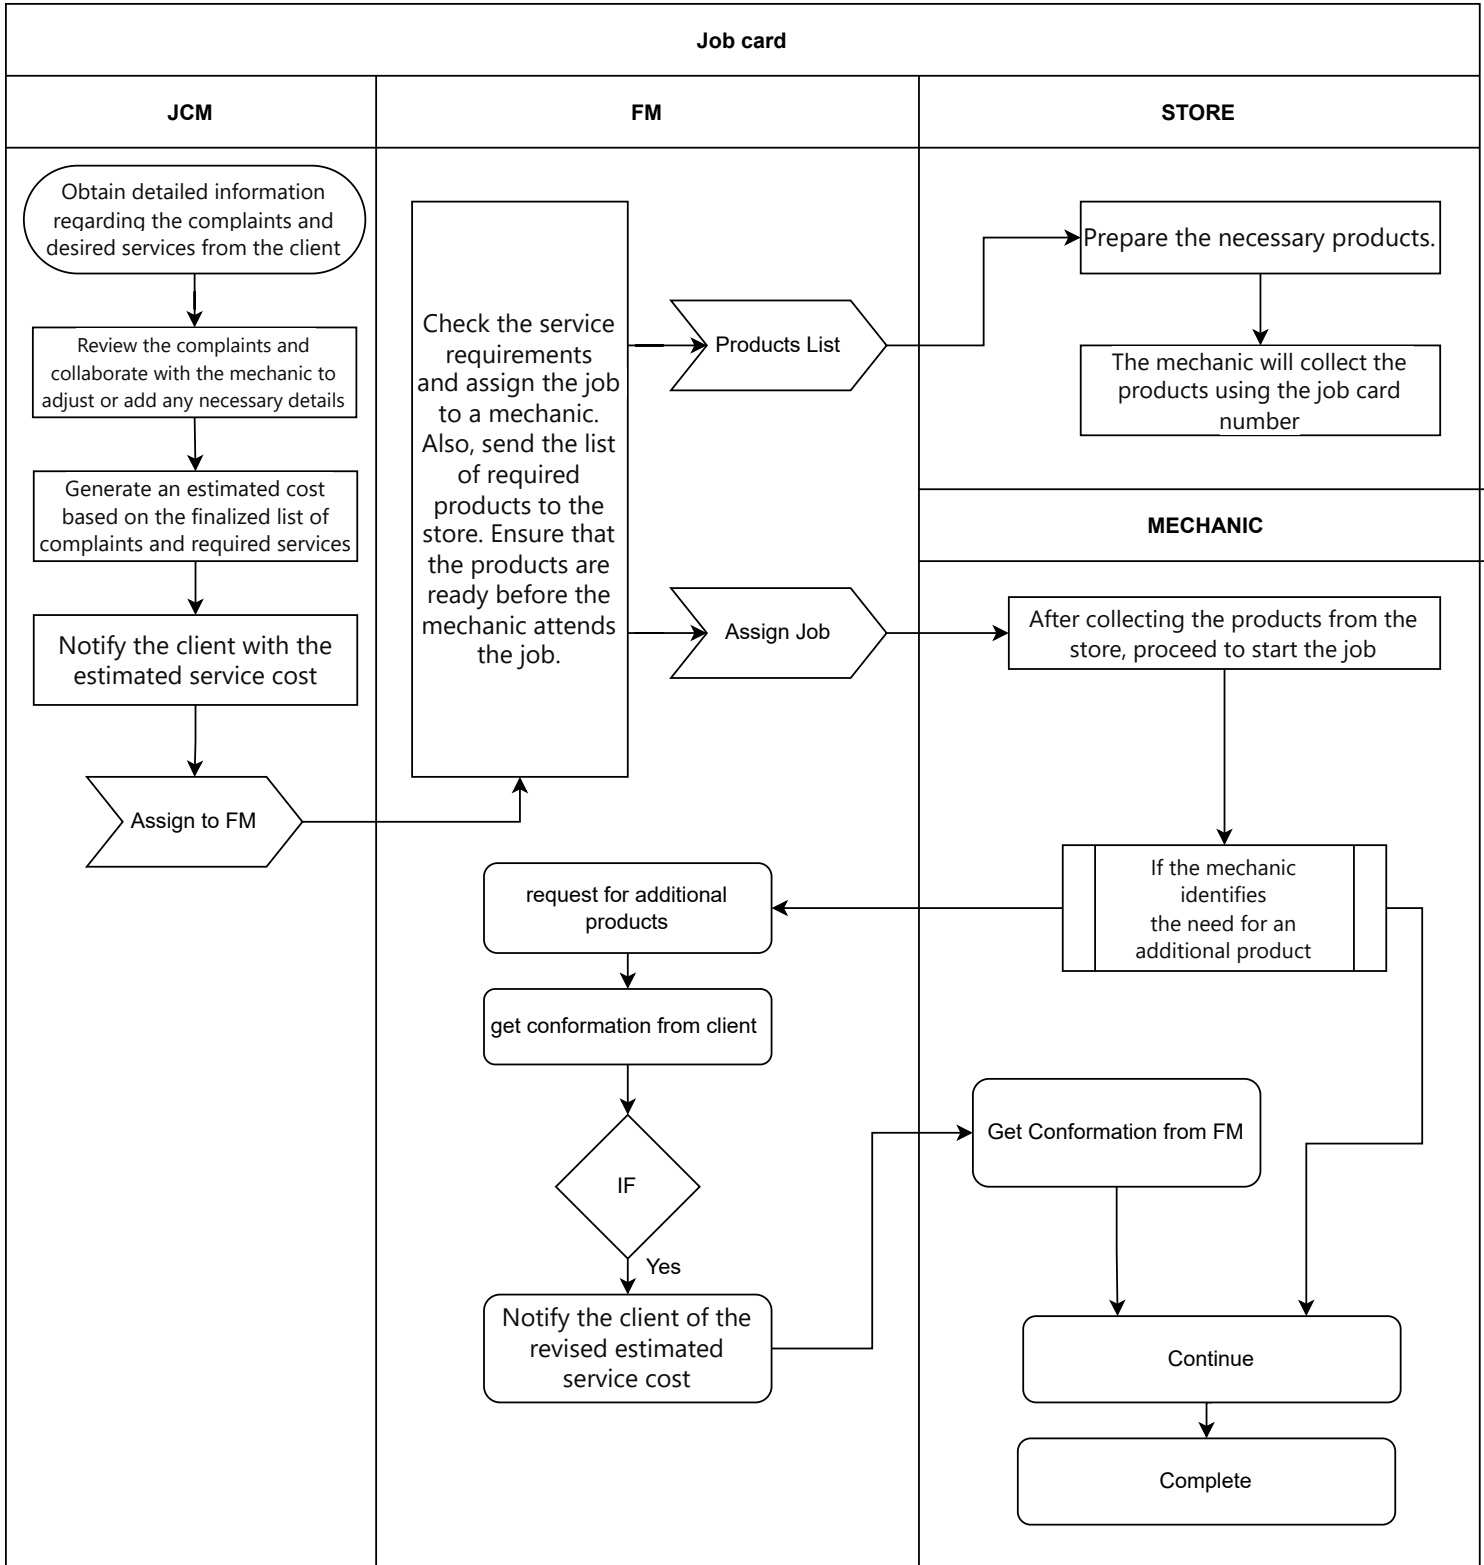 Job card
JCM
FM
STORE
Obtain detailed information
regarding the complaints and
desired services from the client
Review the complaints and
collaborate with the mechanic to
adjust or add any necessary details
Generate an estimated cost
based on the finalized list of
complaints and required services
Notify the client with the
estimated service cost
Assign to FM
Check the service
requirements
and assign the job
to a mechanic.
Also, send the list
of required
products to the
store. Ensure that
the products are
ready before the
mechanic attends
the job.
Products List
Assign Job
Prepare the necessary products.
The mechanic will collect the
products using the job card
number
MECHANIC
After collecting the products from the
store, proceed to start the job
If the mechanic
identifies
the need for an
additional product
request for additional
products
get conformation from client
IF
Yes
Notify the client of the
revised estimated
service cost
Get Conformation from FM
Continue
Complete